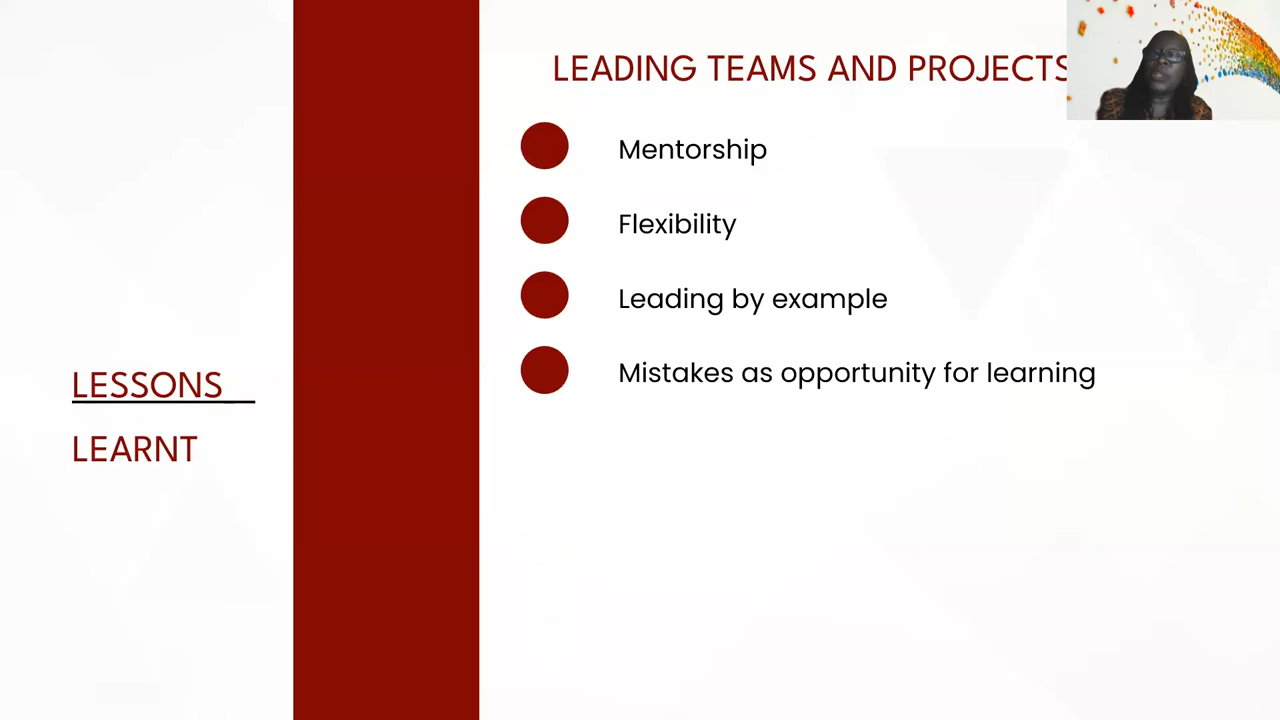 LEADING TEAMS AND PROJECTS
Mentorship
Flexibility
Leading by example
Mistakes as opportunity for learning
LESSONS
LEARNT